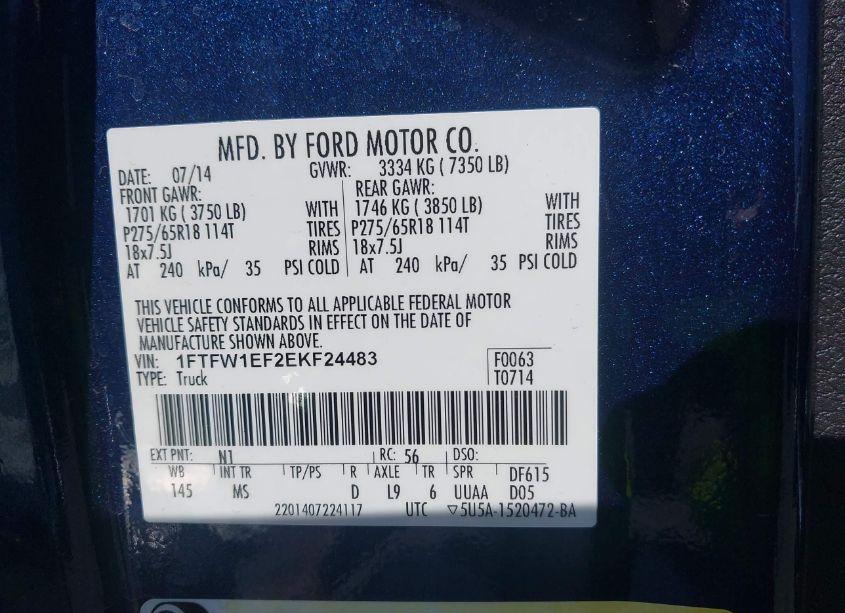 MFD. BY FORD MOTOR CO.
DATE: 07/14 GVWR: 3334 KG ( 7350 LB)
FRONT GAWR: REAR GAWR:
1701 KG ( 3750 LB) WITH 1746 KG ( 3850 LB) WITH
P275/65R18 114T TIRES P275/65R18 114T TIRES
18x7.5J RIMS 18x7.5J RIMS
AT 240 kPa/ 35 PSI COLD AT 240 kPa/ 35 PSI COLD
THIS VEHICLE CONFORMS TO ALL APPLICABLE FEDERAL MOTOR
VEHICLE SAFETY STANDARDS IN EFFECT ON THE DATE OF
MANUFACTURE SHOWN ABOVE.
VIN: 1FTFW1EF2EKF24483 F0063
TYPE: Truck T0714
EXT PNT: N1 RC: 56 DSO:
WB INT TR TP/PS R AXLE TR SPR DF615
145 MS D L9 6 UUAA D05
2201407224117 UTC ▽5U5A-1520472-BA